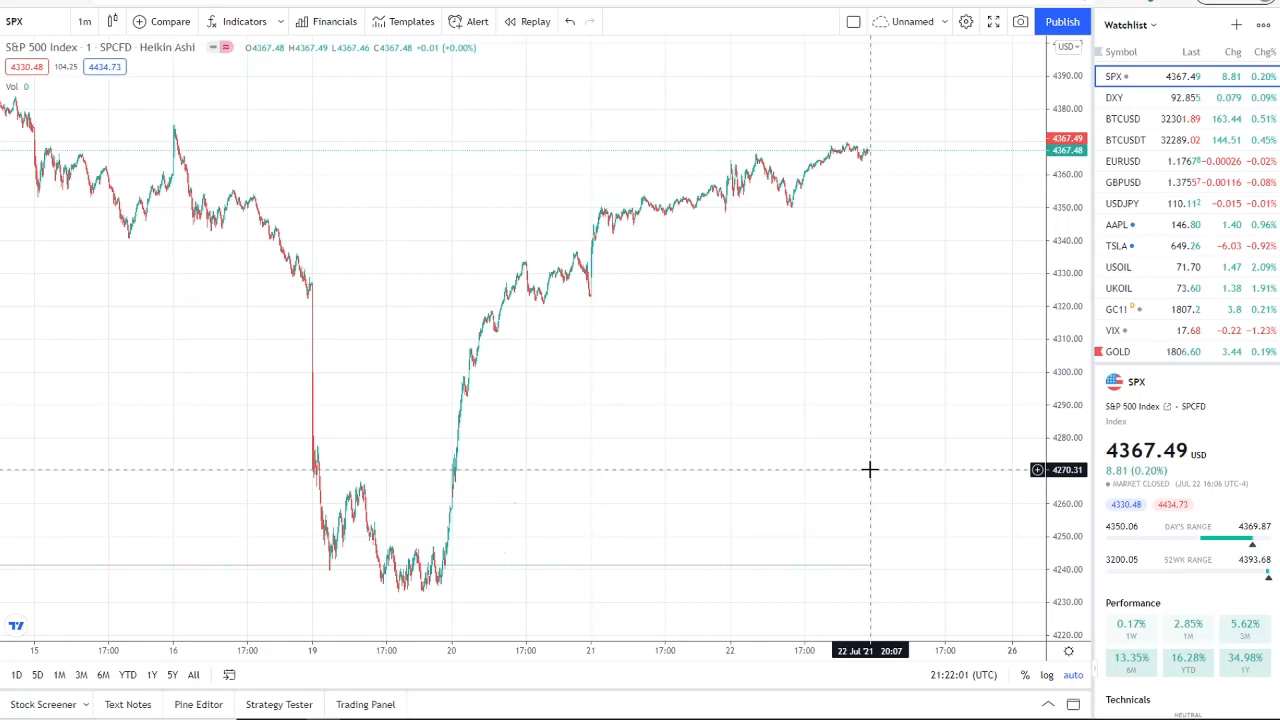 SPX 1m Compare Indicators Financials Templates Alert Replay Unnamed Publish
S&P 500 Index · 1 · SPCFD · Heikin Ashi O4367.48 H4367.49 L4367.46 C4367.48 +0.01 (+0.00%)
4330.48 104.25 4434.73
Vol 0
USD
4390.00
4380.00
4367.49
4367.48
4360.00
4350.00
4340.00
4330.00
4320.00
4310.00
4300.00
4290.00
4280.00
4270.31
4260.00
4250.00
4240.00
4230.00
4220.00
15 17:00 16 17:00 19 17:00 20 17:00 21 17:00 22 17:00 22 Jul '21 20:07 17:00 26
1D 5D 1M 3M 6M YTD 1Y 5Y All 21:22:01 (UTC) % log auto
Stock Screener Text Notes Pine Editor Strategy Tester Trading Panel
Watchlist
Symbol Last Chg Chg%
SPX 4367.49 8.81 0.20%
DXY 92.855 0.079 0.09%
BTCUSD 32301.89 163.44 0.51%
BTCUSDT 32289.02 144.51 0.45%
EURUSD 1.17678 −0.00026 −0.02%
GBPUSD 1.37557 −0.00116 −0.08%
USDJPY 110.112 −0.015 −0.01%
AAPL 146.80 1.40 0.96%
TSLA 649.26 −6.03 −0.92%
USOIL 71.70 1.47 2.09%
UKOIL 73.60 1.38 1.91%
GC1! D 1807.2 3.8 0.21%
VIX 17.68 −0.22 −1.23%
GOLD 1806.60 3.44 0.19%
SPX
S&P 500 Index · SPCFD
Index
4367.49 USD
8.81 (0.20%)
MARKET CLOSED (JUL 22 16:06 UTC-4)
4330.48 4434.73
4350.06 DAY'S RANGE 4369.87
3200.05 52WK RANGE 4393.68
Performance
0.17% 2.85% 5.62%
1W 1M 3M
13.35% 16.28% 34.98%
6M YTD 1Y
Technicals
NEUTRAL